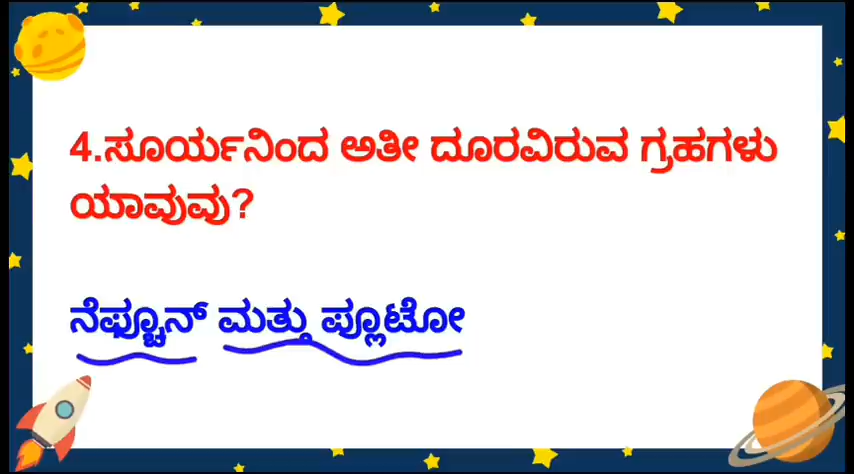 4.ಸೂರ್ಯನಿಂದ ಅತೀ ದೂರವಿರುವ ಗ್ರಹಗಳು
ಯಾವುವು?
ನೆಫ್ಚೂನ್ ಮತ್ತು ಪ್ಲೂಟೋ